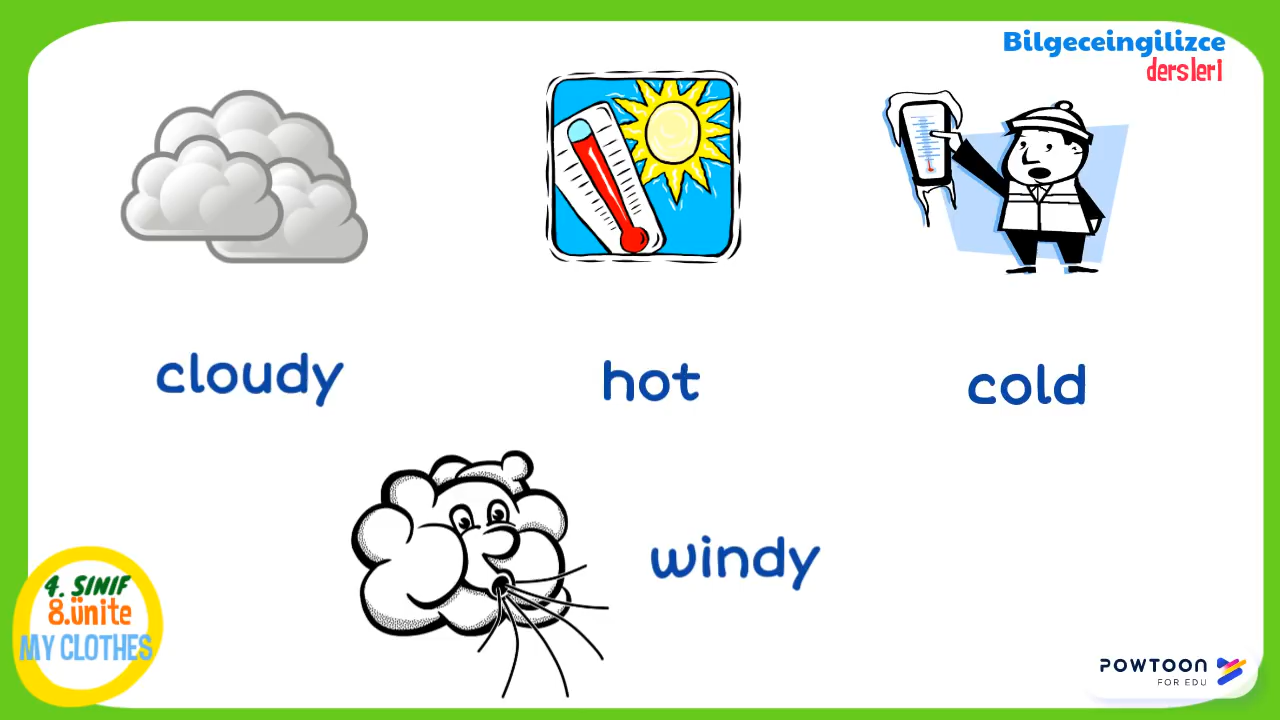 Bilgeceingilizce
dersleri
cloudy
hot
cold
windy
4. SINIF
8.ünite
MY CLOTHES
POWTOON
FOR EDU